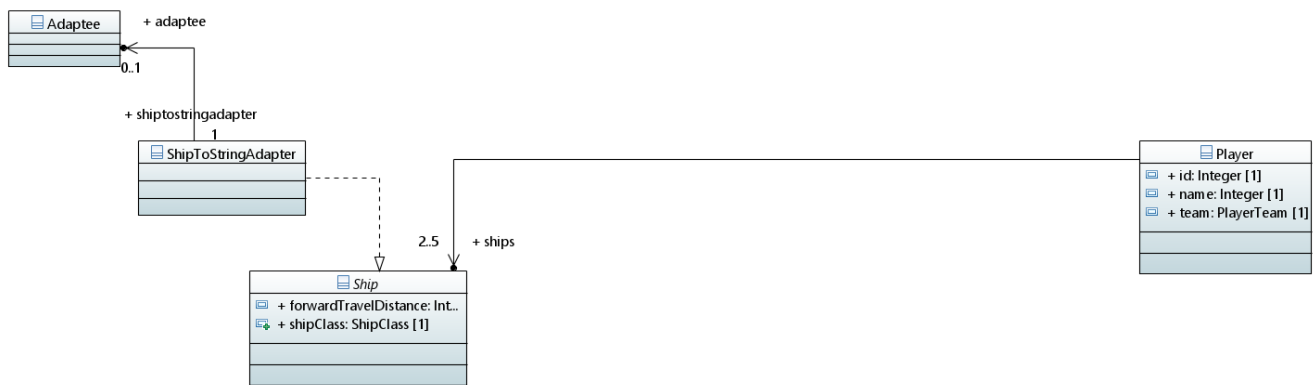 Adaptee
+ adaptee
0..1
+ shiptostringadapter
1
ShipToStringAdapter
Player
+ id: Integer [1]
+ name: Integer [1]
+ team: PlayerTeam [1]
2..5
+ ships
Ship
+ forwardTravelDistance: Int...
+ shipClass: ShipClass [1]